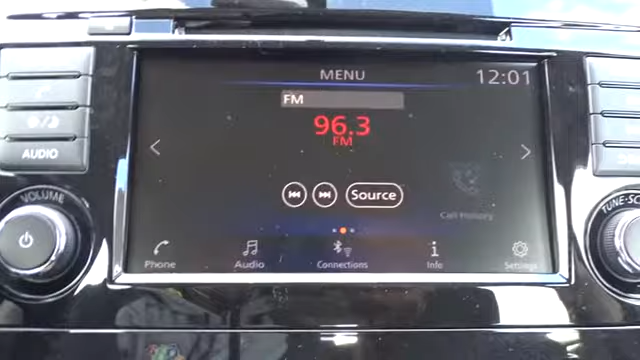 MENU
12:01
FM
96.3
FM
Source
Call History
Phone
Audio
Connections
Info
Settings
AUDIO
VOLUME
TUNE-SC